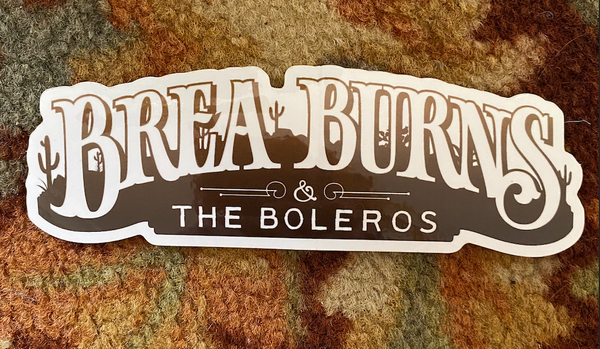 BREA BURNS
&
THE BOLEROS